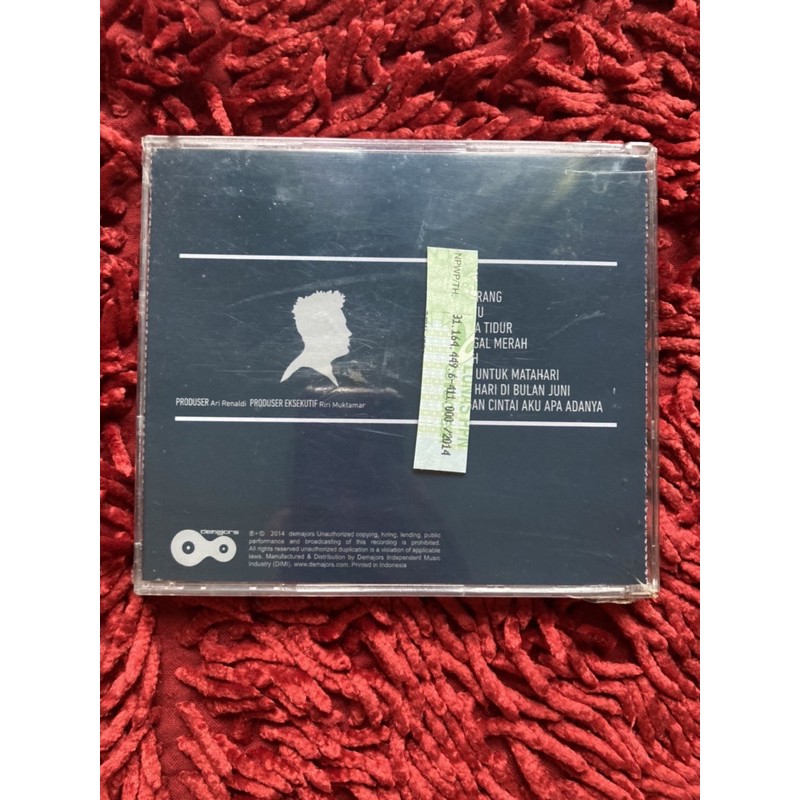 NPWP/TH. 31.164.449.6-411.000/2014
RANG
U
A TIDUR
GAL MERAH
H
UNTUK MATAHARI
HARI DI BULAN JUNI
AN CINTAI AKU APA ADANYA
PRODUSER Ari Renaldi PRODUSER EKSEKUTIF Riri Muktamar
demajors
℗+© 2014 demajors Unauthorized copying, hiring, lending, public
performance and broadcasting of this recording is prohibited.
All rights reserved unauthorized duplication is a violation of applicable
laws. Manufactured & Distribution by Demajors Independent Music
Industry (DIMI), www.demajors.com. Printed in Indonesia